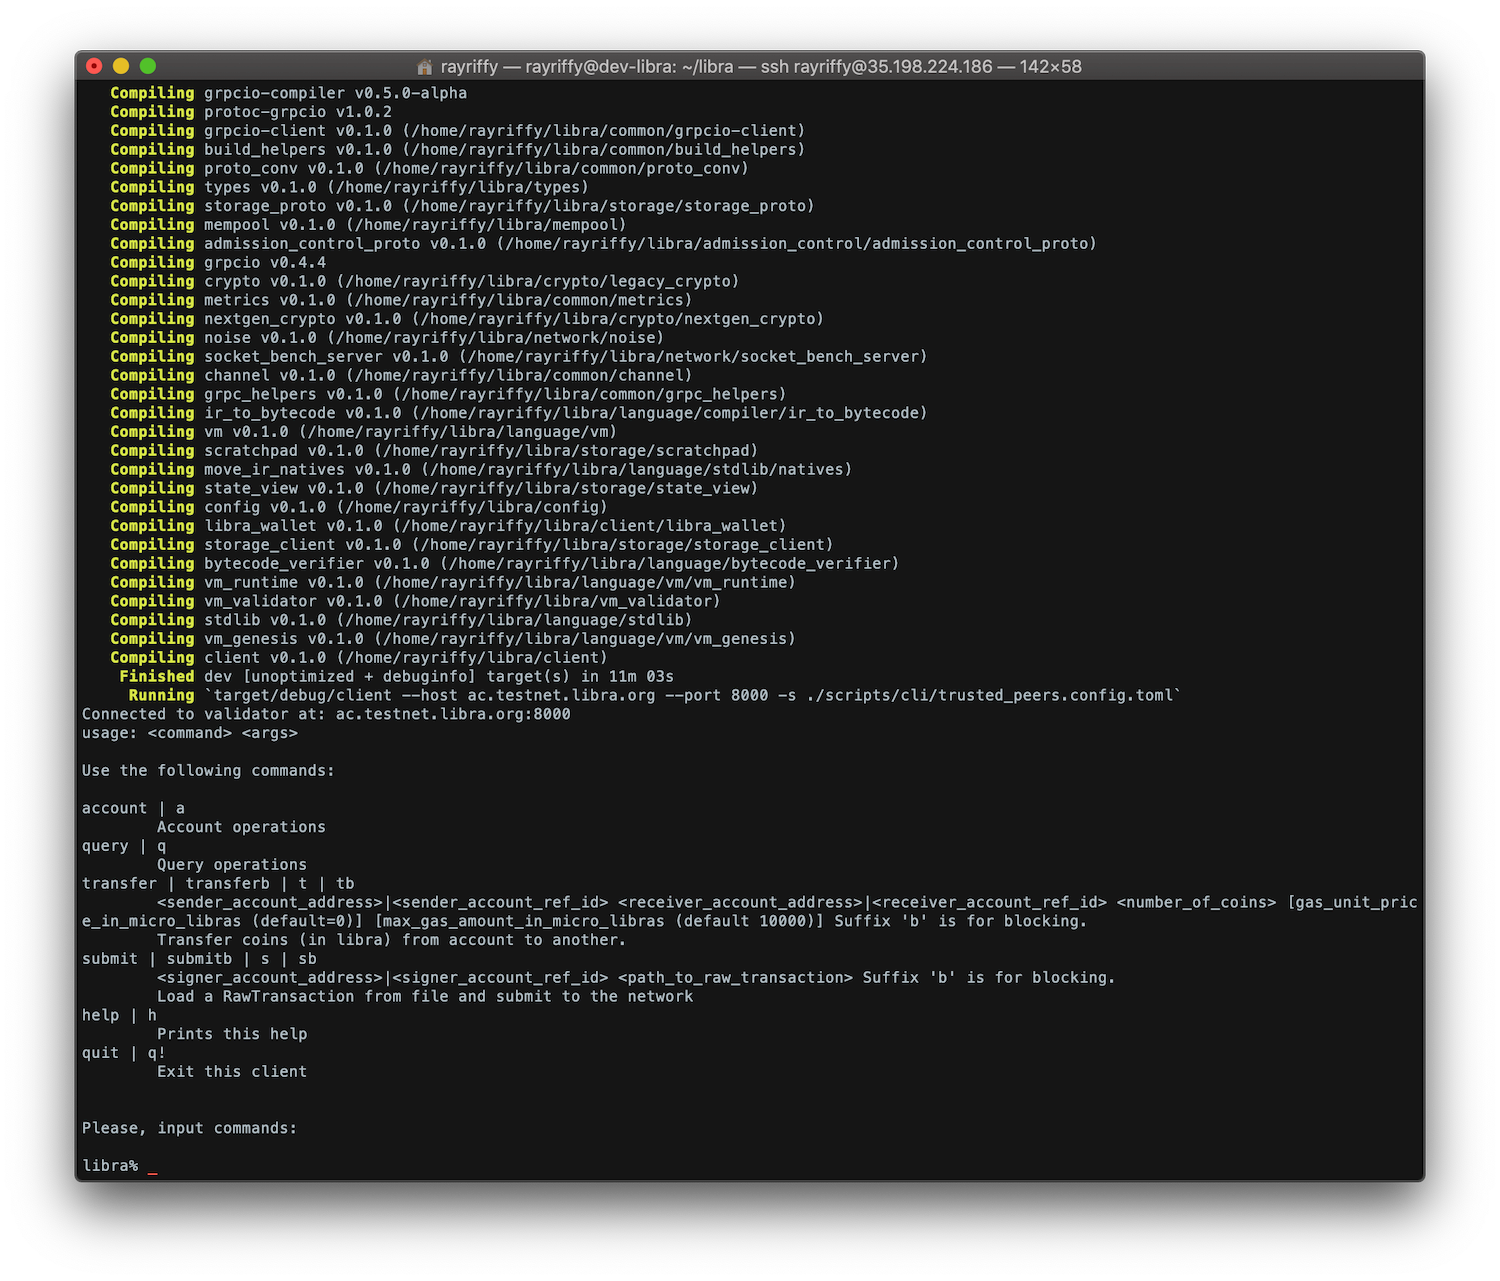 rayriffy — rayriffy@dev-libra: ~/libra — ssh rayriffy@35.198.224.186 — 142×58
Compiling grpcio-compiler v0.5.0-alpha
Compiling protoc-grpcio v1.0.2
Compiling grpcio-client v0.1.0 (/home/rayriffy/libra/common/grpcio-client)
Compiling build_helpers v0.1.0 (/home/rayriffy/libra/common/build_helpers)
Compiling proto_conv v0.1.0 (/home/rayriffy/libra/common/proto_conv)
Compiling types v0.1.0 (/home/rayriffy/libra/types)
Compiling storage_proto v0.1.0 (/home/rayriffy/libra/storage/storage_proto)
Compiling mempool v0.1.0 (/home/rayriffy/libra/mempool)
Compiling admission_control_proto v0.1.0 (/home/rayriffy/libra/admission_control/admission_control_proto)
Compiling grpcio v0.4.4
Compiling crypto v0.1.0 (/home/rayriffy/libra/crypto/legacy_crypto)
Compiling metrics v0.1.0 (/home/rayriffy/libra/common/metrics)
Compiling nextgen_crypto v0.1.0 (/home/rayriffy/libra/crypto/nextgen_crypto)
Compiling noise v0.1.0 (/home/rayriffy/libra/network/noise)
Compiling socket_bench_server v0.1.0 (/home/rayriffy/libra/network/socket_bench_server)
Compiling channel v0.1.0 (/home/rayriffy/libra/common/channel)
Compiling grpc_helpers v0.1.0 (/home/rayriffy/libra/common/grpc_helpers)
Compiling ir_to_bytecode v0.1.0 (/home/rayriffy/libra/language/compiler/ir_to_bytecode)
Compiling vm v0.1.0 (/home/rayriffy/libra/language/vm)
Compiling scratchpad v0.1.0 (/home/rayriffy/libra/storage/scratchpad)
Compiling move_ir_natives v0.1.0 (/home/rayriffy/libra/language/stdlib/natives)
Compiling state_view v0.1.0 (/home/rayriffy/libra/storage/state_view)
Compiling config v0.1.0 (/home/rayriffy/libra/config)
Compiling libra_wallet v0.1.0 (/home/rayriffy/libra/client/libra_wallet)
Compiling storage_client v0.1.0 (/home/rayriffy/libra/storage/storage_client)
Compiling bytecode_verifier v0.1.0 (/home/rayriffy/libra/language/bytecode_verifier)
Compiling vm_runtime v0.1.0 (/home/rayriffy/libra/language/vm/vm_runtime)
Compiling vm_validator v0.1.0 (/home/rayriffy/libra/vm_validator)
Compiling stdlib v0.1.0 (/home/rayriffy/libra/language/stdlib)
Compiling vm_genesis v0.1.0 (/home/rayriffy/libra/language/vm/vm_genesis)
Compiling client v0.1.0 (/home/rayriffy/libra/client)
Finished dev [unoptimized + debuginfo] target(s) in 11m 03s
Running `target/debug/client --host ac.testnet.libra.org --port 8000 -s ./scripts/cli/trusted_peers.config.toml`
Connected to validator at: ac.testnet.libra.org:8000
usage: <command> <args>
Use the following commands:
account | a
Account operations
query | q
Query operations
transfer | transferb | t | tb
<sender_account_address>|<sender_account_ref_id> <receiver_account_address>|<receiver_account_ref_id> <number_of_coins> [gas_unit_pric
e_in_micro_libras (default=0)] [max_gas_amount_in_micro_libras (default 10000)] Suffix 'b' is for blocking.
Transfer coins (in libra) from account to another.
submit | submitb | s | sb
<signer_account_address>|<signer_account_ref_id> <path_to_raw_transaction> Suffix 'b' is for blocking.
Load a RawTransaction from file and submit to the network
help | h
Prints this help
quit | q!
Exit this client
Please, input commands:
libra% _